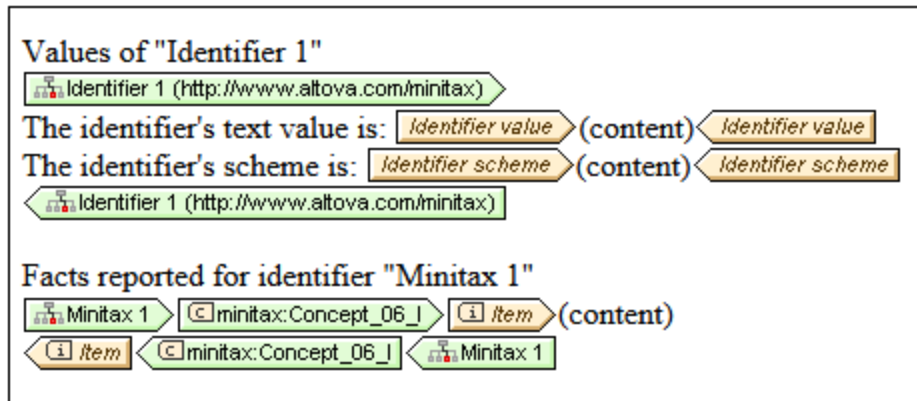 Values of "Identifier 1"
Identifier 1 (http://www.altova.com/minitax)
The identifier's text value is: Identifier value (content) Identifier value
The identifier's scheme is: Identifier scheme (content) Identifier scheme
Identifier 1 (http://www.altova.com/minitax)
Facts reported for identifier "Minitax 1"
Minitax 1 C minitax:Concept_06_I i Item (content)
i Item C minitax:Concept_06_I Minitax 1